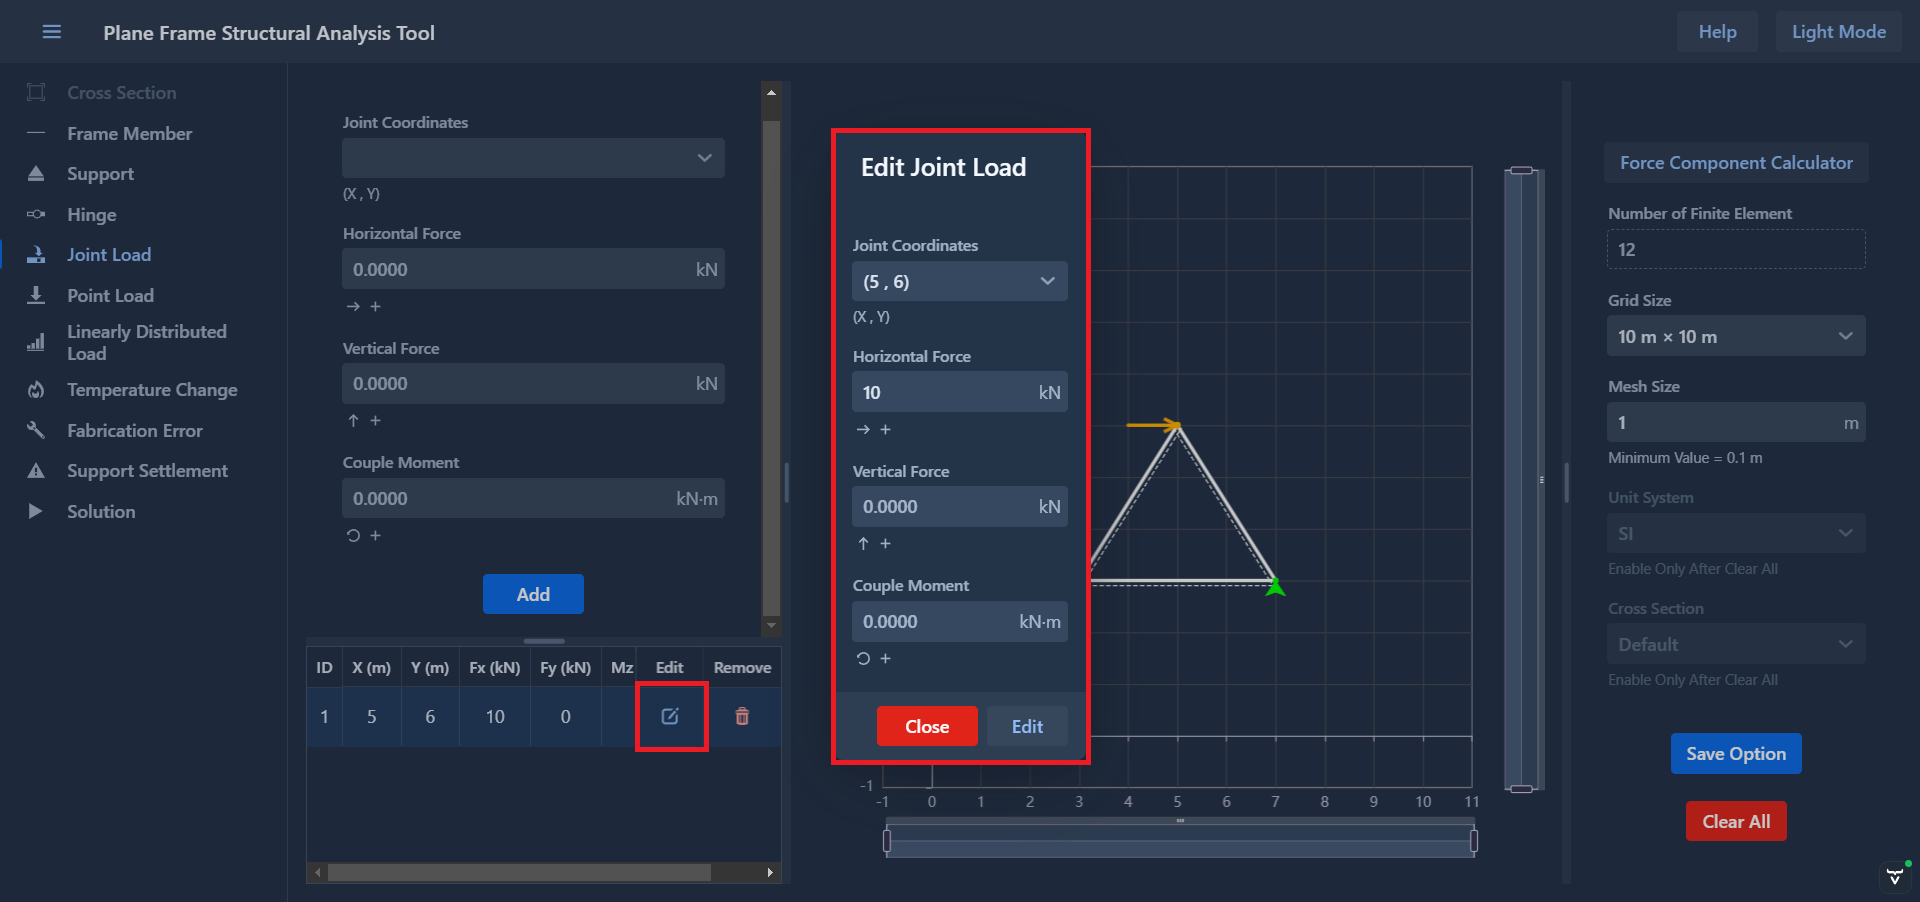 Plane Frame Structural Analysis Tool
Help
Light Mode
Cross Section
Frame Member
Support
Hinge
Joint Load
Point Load
Linearly Distributed
Load
Temperature Change
Fabrication Error
Support Settlement
Solution
Joint Coordinates
(X , Y)
Horizontal Force
0.0000 kN
→ +
Vertical Force
0.0000 kN
↑ +
Couple Moment
0.0000 kN·m
+
Add
ID X (m) Y (m) Fx (kN) Fy (kN) Mz Edit Remove
1 5 6 10 0
Edit Joint Load
Joint Coordinates
(5 , 6)
(X , Y)
Horizontal Force
10 kN
→ +
Vertical Force
0.0000 kN
↑ +
Couple Moment
0.0000 kN·m
+
Close Edit
-1
-1 0 1 2 3 4 5 6 7 8 9 10 11
Force Component Calculator
Number of Finite Element
12
Grid Size
10 m × 10 m
Mesh Size
1 m
Minimum Value = 0.1 m
Unit System
SI
Enable Only After Clear All
Cross Section
Default
Enable Only After Clear All
Save Option
Clear All